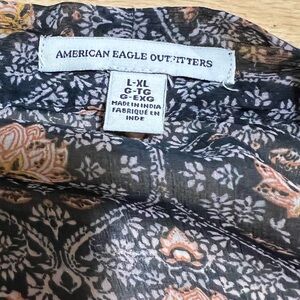 AMERICAN EAGLE OUTFITTERS
L-XL
G-TG
G-EXG
MADE IN INDIA
FABRIQUÉ EN
INDE